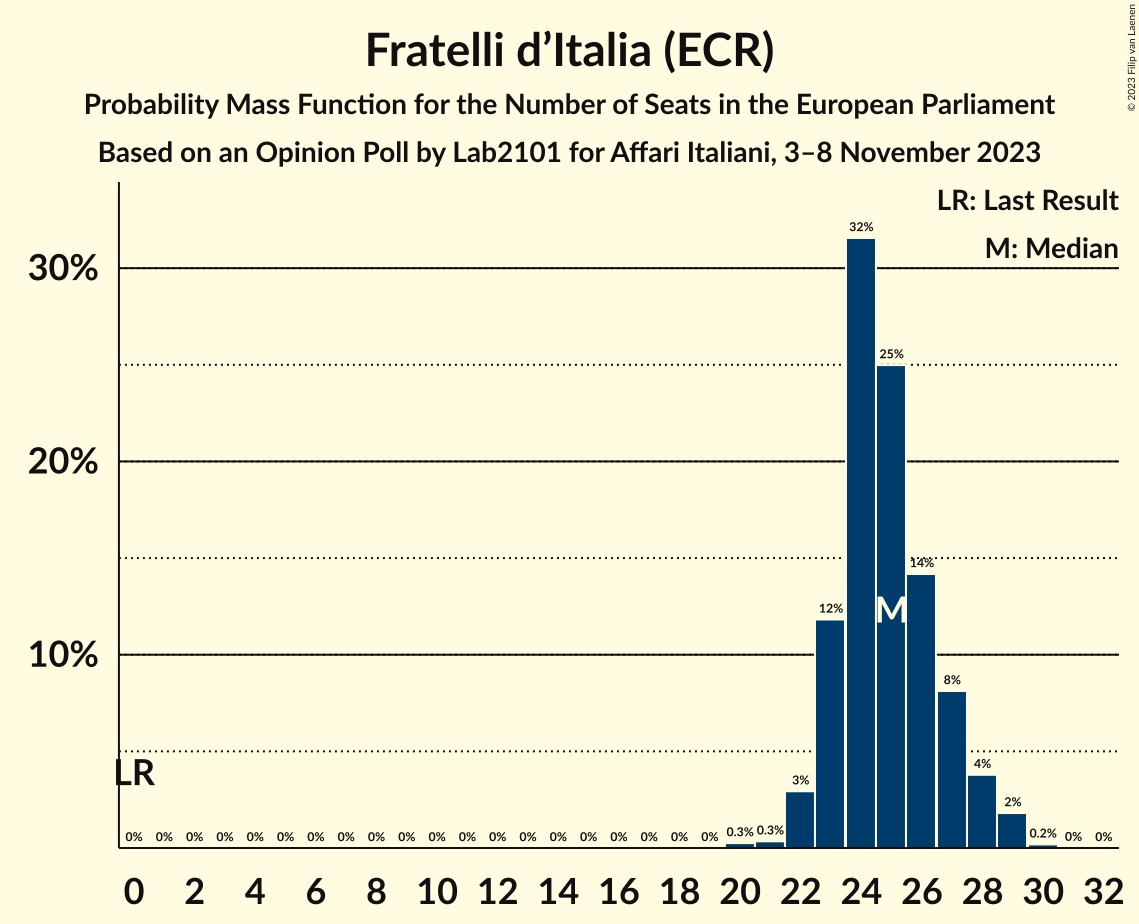 Fratelli d’Italia (ECR)
Probability Mass Function for the Number of Seats in the European Parliament
Based on an Opinion Poll by Lab2101 for Affari Italiani, 3–8 November 2023
© 2023 Filip van Laenen
LR: Last Result
M: Median
30%
20%
10%
32%
25%
14%
12%
M
8%
LR
4%
3%
2%
0% 0% 0% 0% 0% 0% 0% 0% 0% 0% 0% 0% 0% 0% 0% 0% 0% 0% 0% 0% 0.3% 0.3% 0.2% 0% 0%
0 2 4 6 8 10 12 14 16 18 20 22 24 26 28 30 32